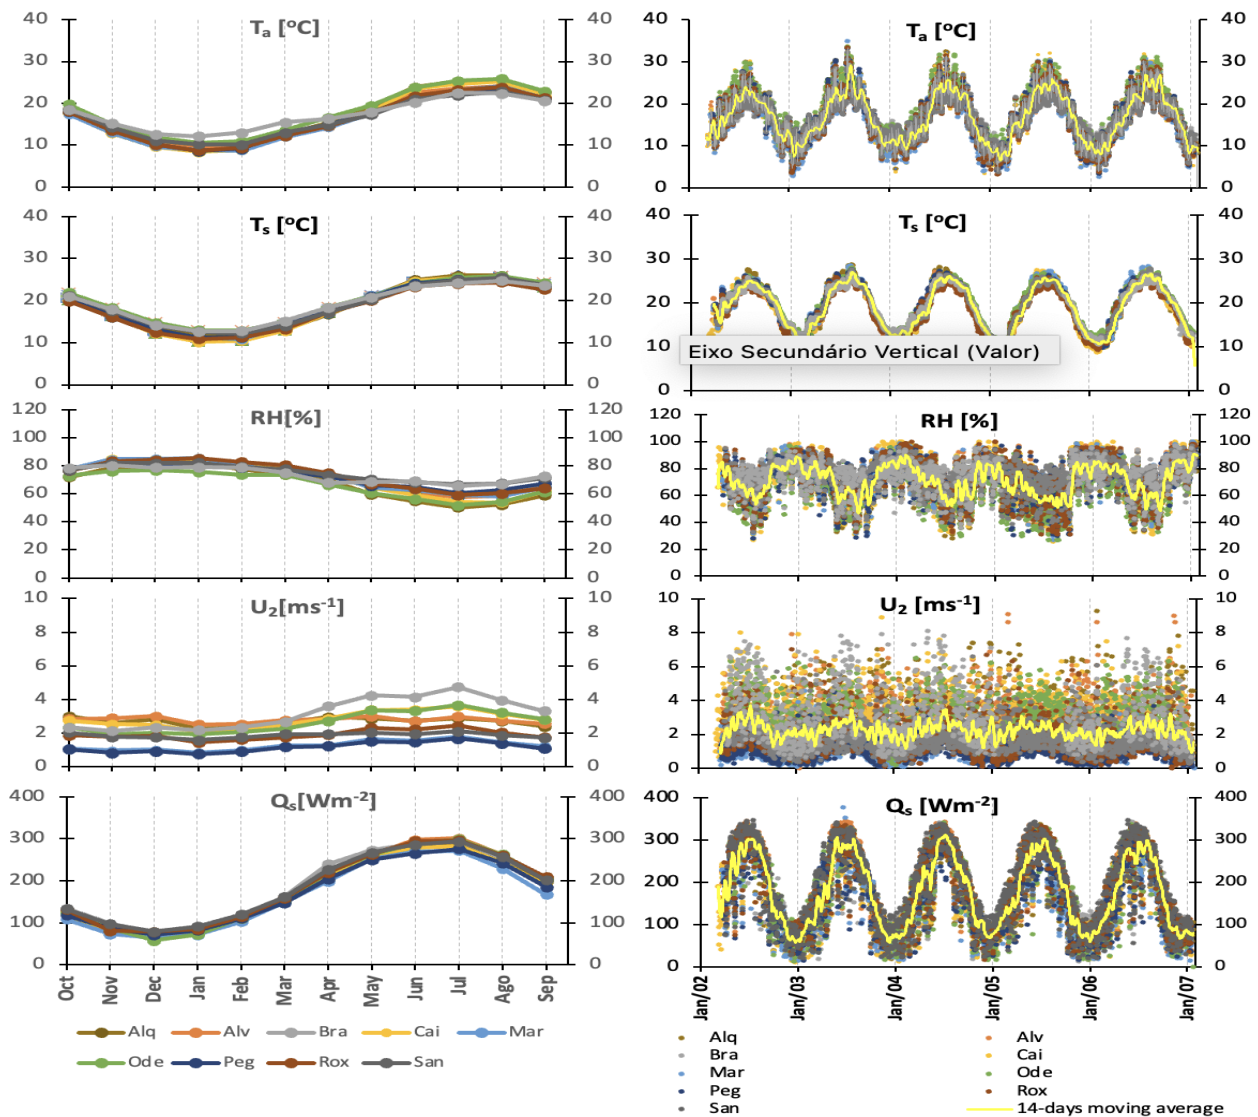 Ta [ºC]
40 40
30 30
20 20
10 10
0 0
Ts [ºC]
40 40
30 30
20 20
10 10
0 0
RH[%]
120 120
100 100
80 80
60 60
40 40
20 20
0 0
U2[ms-1]
10 10
8 8
6 6
4 4
2 2
0 0
Qs[Wm-2]
400 400
300 300
200 200
100 100
0 0
Oct Nov Dec Jan Feb Mar Apr May Jun Jul Ago Sep
Alq Alv Bra Cai Mar
Ode Peg Rox San
Ta [ºC]
40 40
30 30
20 20
10 10
0 0
Ts [ºC]
40 40
30 30
20 20
10 10
0 0
Eixo Secundário Vertical (Valor)
RH [%]
120 120
100 100
80 80
60 60
40 40
20 20
0 0
U2 [ms-1]
10 10
8 8
6 6
4 4
2 2
0 0
Qs [Wm-2]
400 400
300 300
200 200
100 100
0 0
Jan/02 Jan/03 Jan/04 Jan/05 Jan/06 Jan/07
Alq Alv
Bra Cai
Mar Ode
Peg Rox
San 14-days moving average